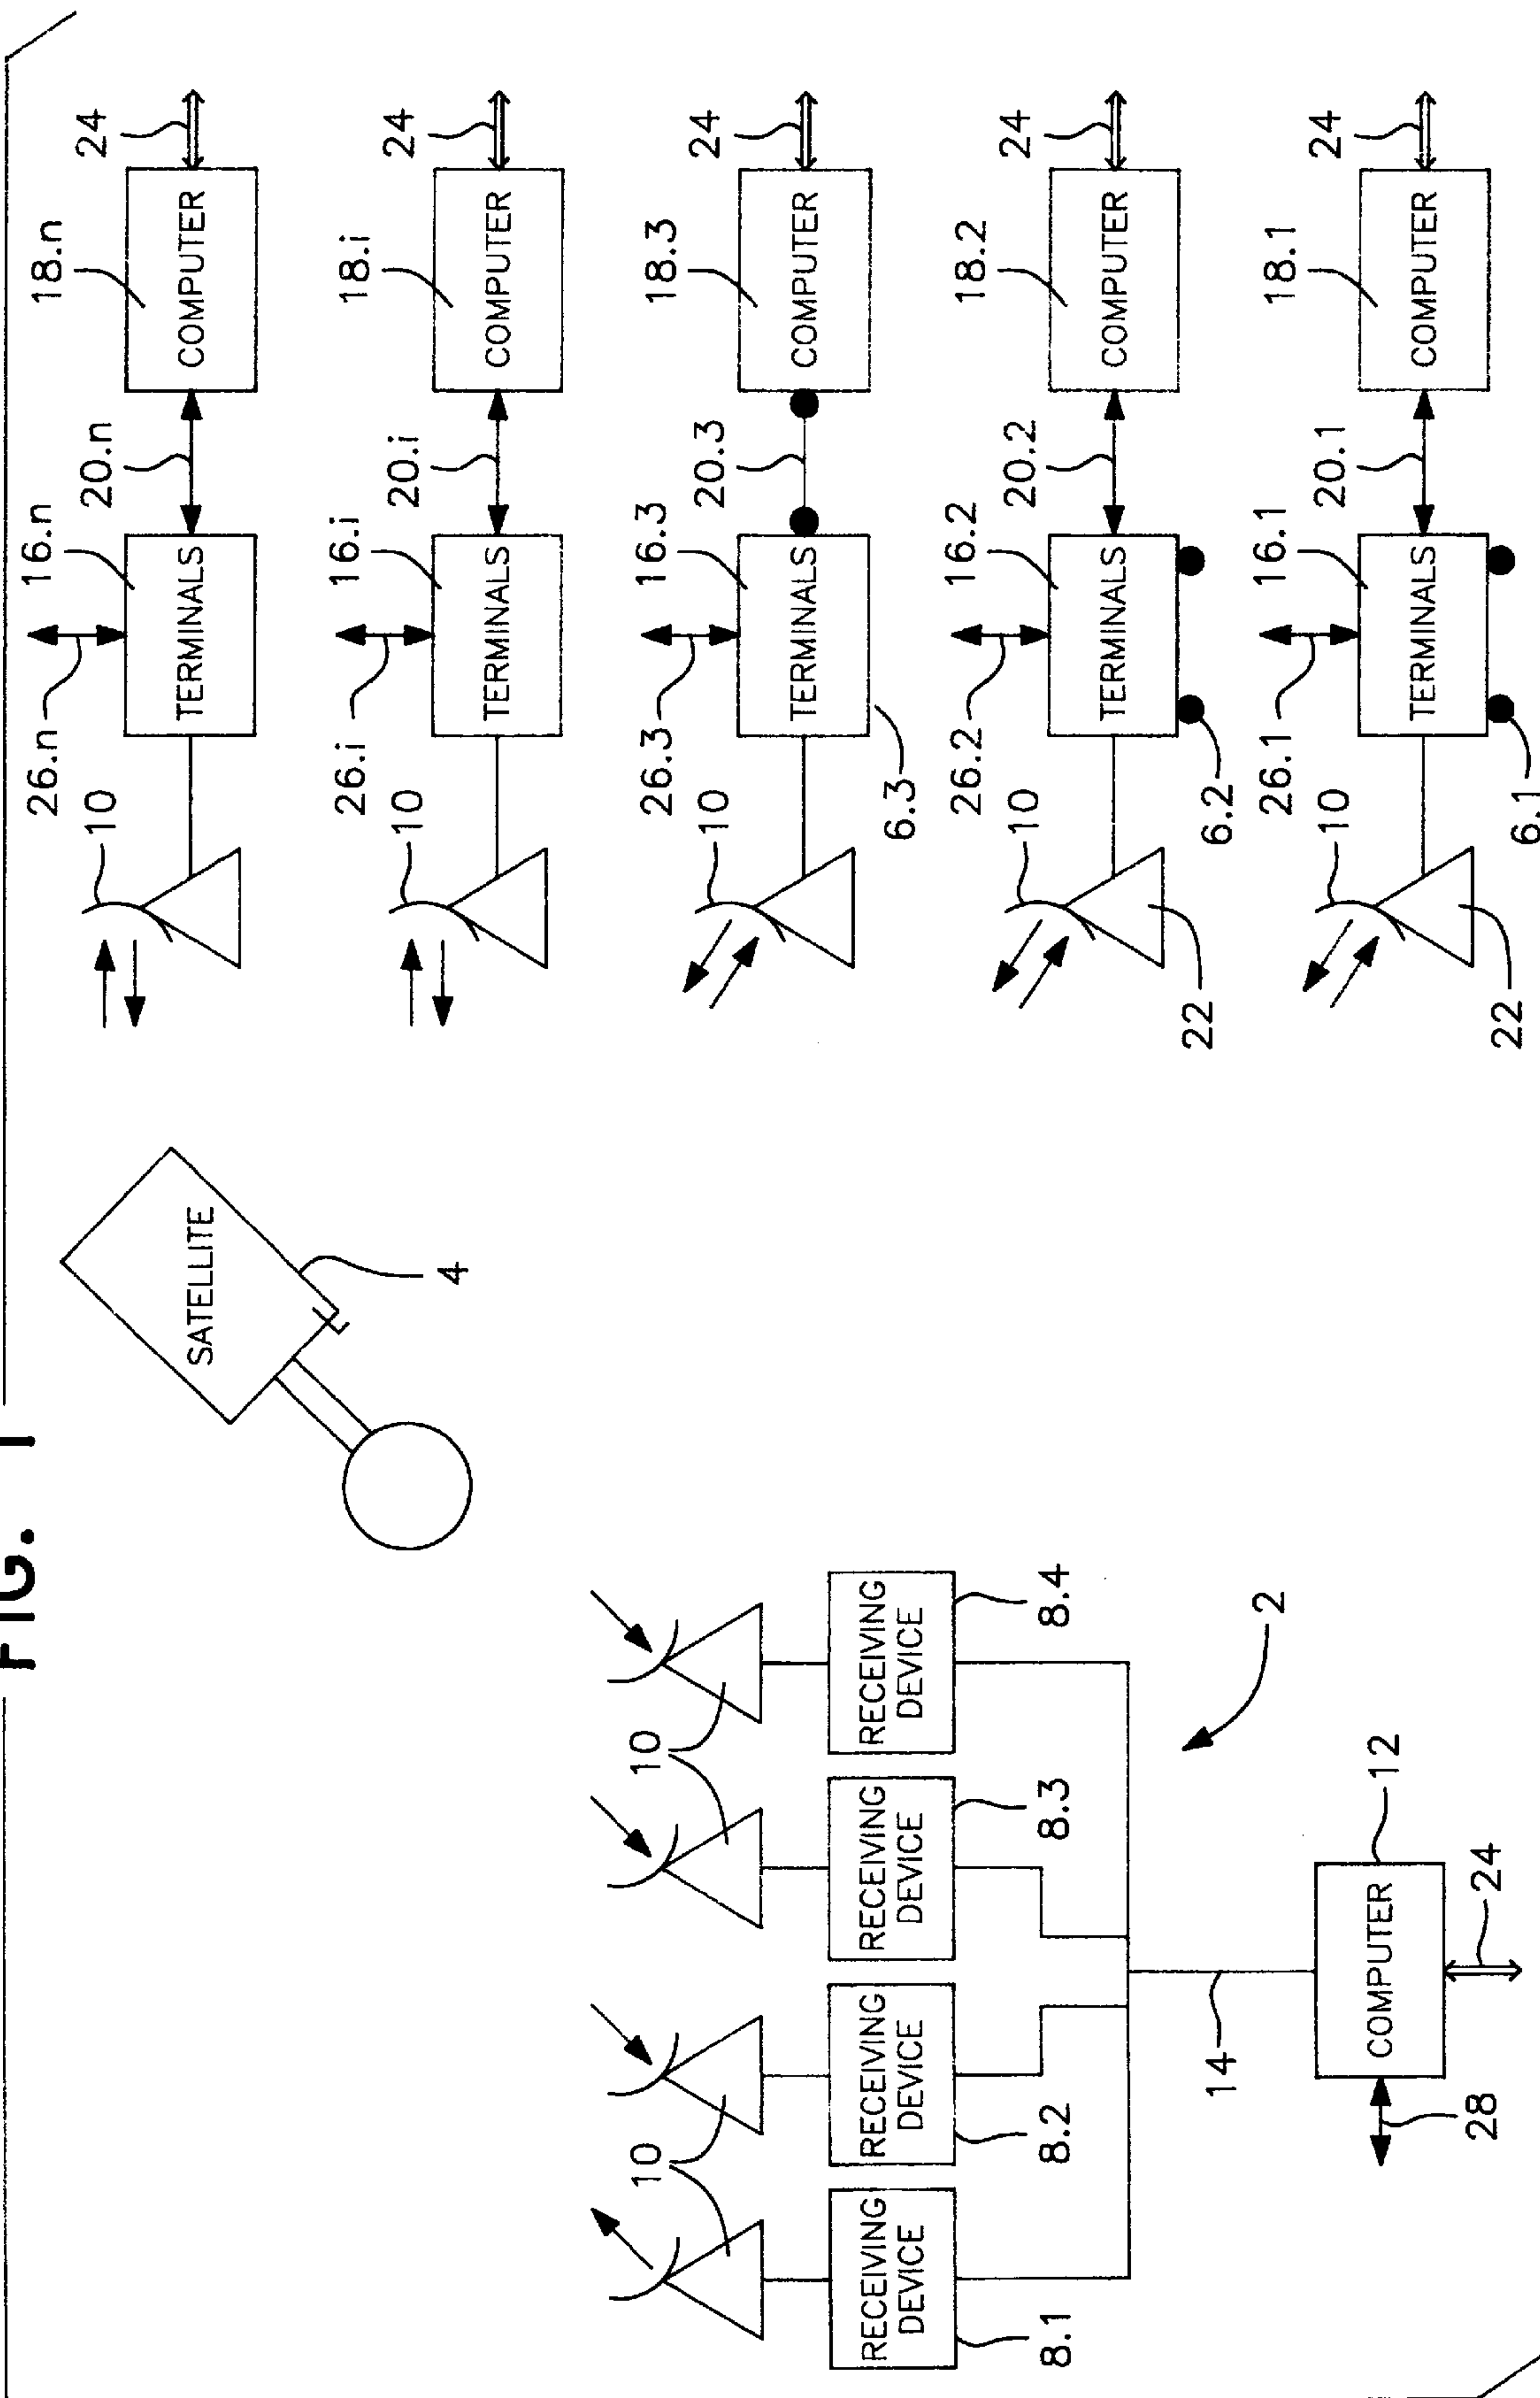 FIG. 1
SATELLITE
4
10
10
RECEIVING
DEVICE
8.1
RECEIVING
DEVICE
8.2
RECEIVING
DEVICE
8.3
RECEIVING
DEVICE
8.4
2
14
COMPUTER
12
28
24
10
26.n
16.n
TERMINALS
20.n
18.n
COMPUTER
24
10
26.i
16.i
TERMINALS
20.i
18.i
COMPUTER
24
10
26.3
16.3
TERMINALS
6.3
20.3
18.3
COMPUTER
24
10
22
26.2
16.2
TERMINALS
6.2
20.2
18.2
COMPUTER
24
10
22
26.1
16.1
TERMINALS
6.1
20.1
18.1
COMPUTER
24